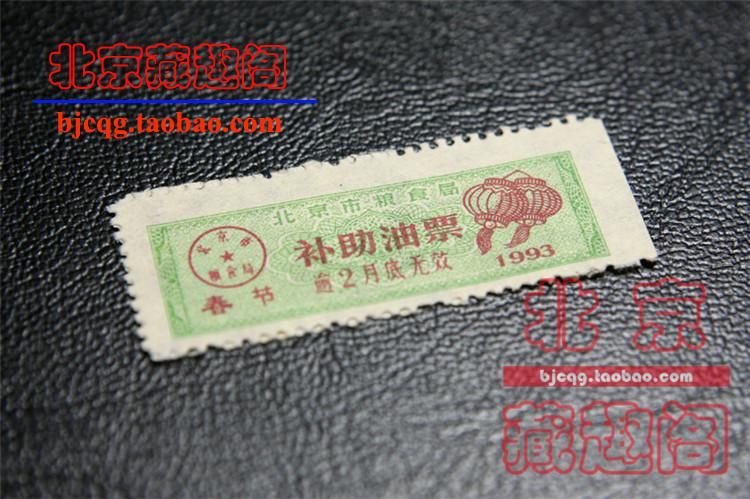 北京藏趣阁
bjcqg.taobao.com
北京市粮食局
北京市
粮食局
补助油票
逾2月底无效
春节
1993
北京
bjcqg.taobao.com
藏趣阁